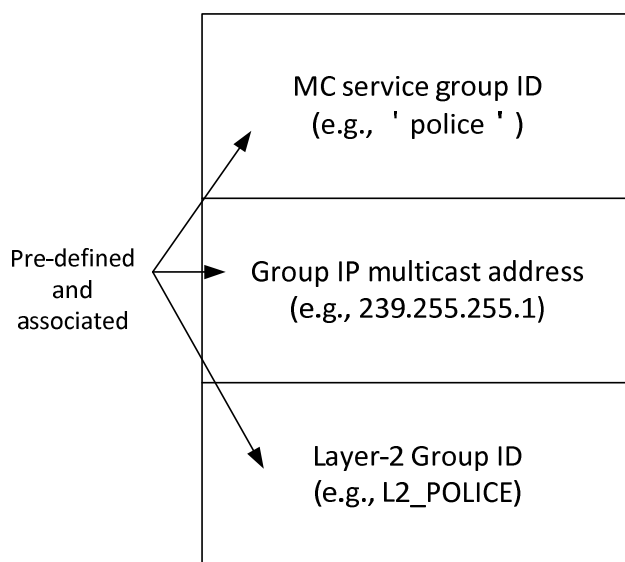 MC service group ID
(e.g., ＇police＇)
Pre-defined
and
associated
Group IP multicast address
(e.g., 239.255.255.1)
Layer-2 Group ID
(e.g., L2_POLICE)